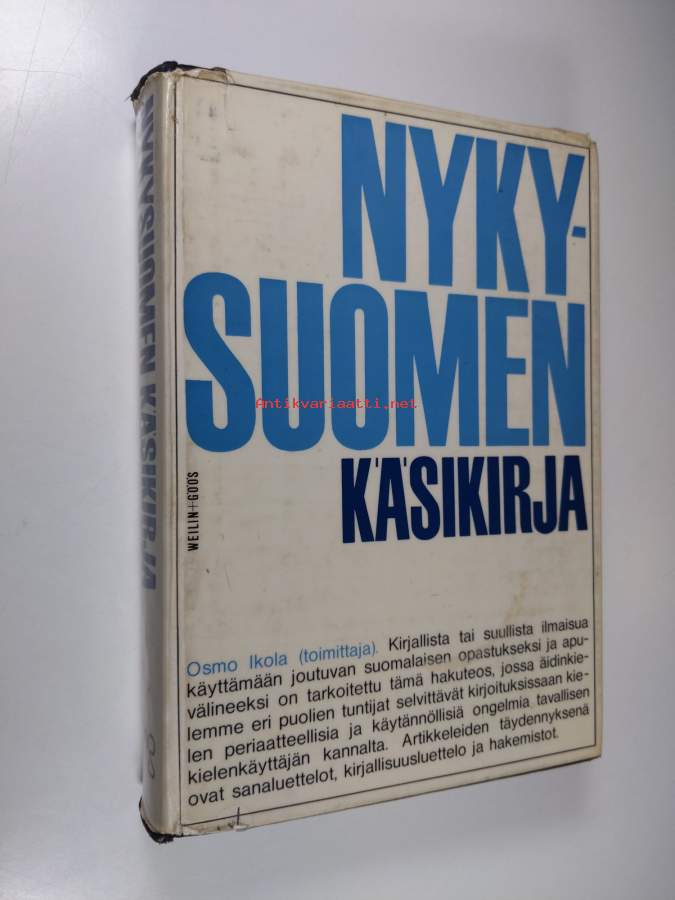 NYKYSUOMEN KÄSIKIRJA
NYKY-
SUOMEN
Antikvariaatti.net
KÄSIKIRJA
WEILIN+GÖÖS
Osmo Ikola (toimittaja). Kirjallista tai suullista ilmaisua
käyttämään joutuvan suomalaisen opastukseksi ja apu-
välineeksi on tarkoitettu tämä hakuteos, jossa äidinkie-
lemme eri puolien tuntijat selvittävät kirjoituksissaan kie-
len periaatteellisia ja käytännöllisiä ongelmia tavallisen
kielenkäyttäjän kannalta. Artikkeleiden täydennyksenä
ovat sanaluettelot, kirjallisuusluettelo ja hakemistot.